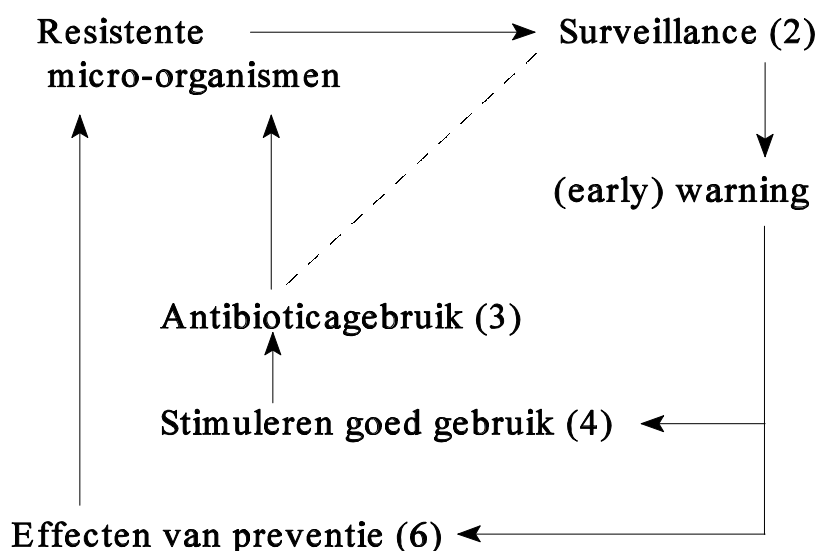 Resistente
micro-organismen
Surveillance (2)
(early) warning
Antibioticagebruik (3)
Stimuleren goed gebruik (4)
Effecten van preventie (6)